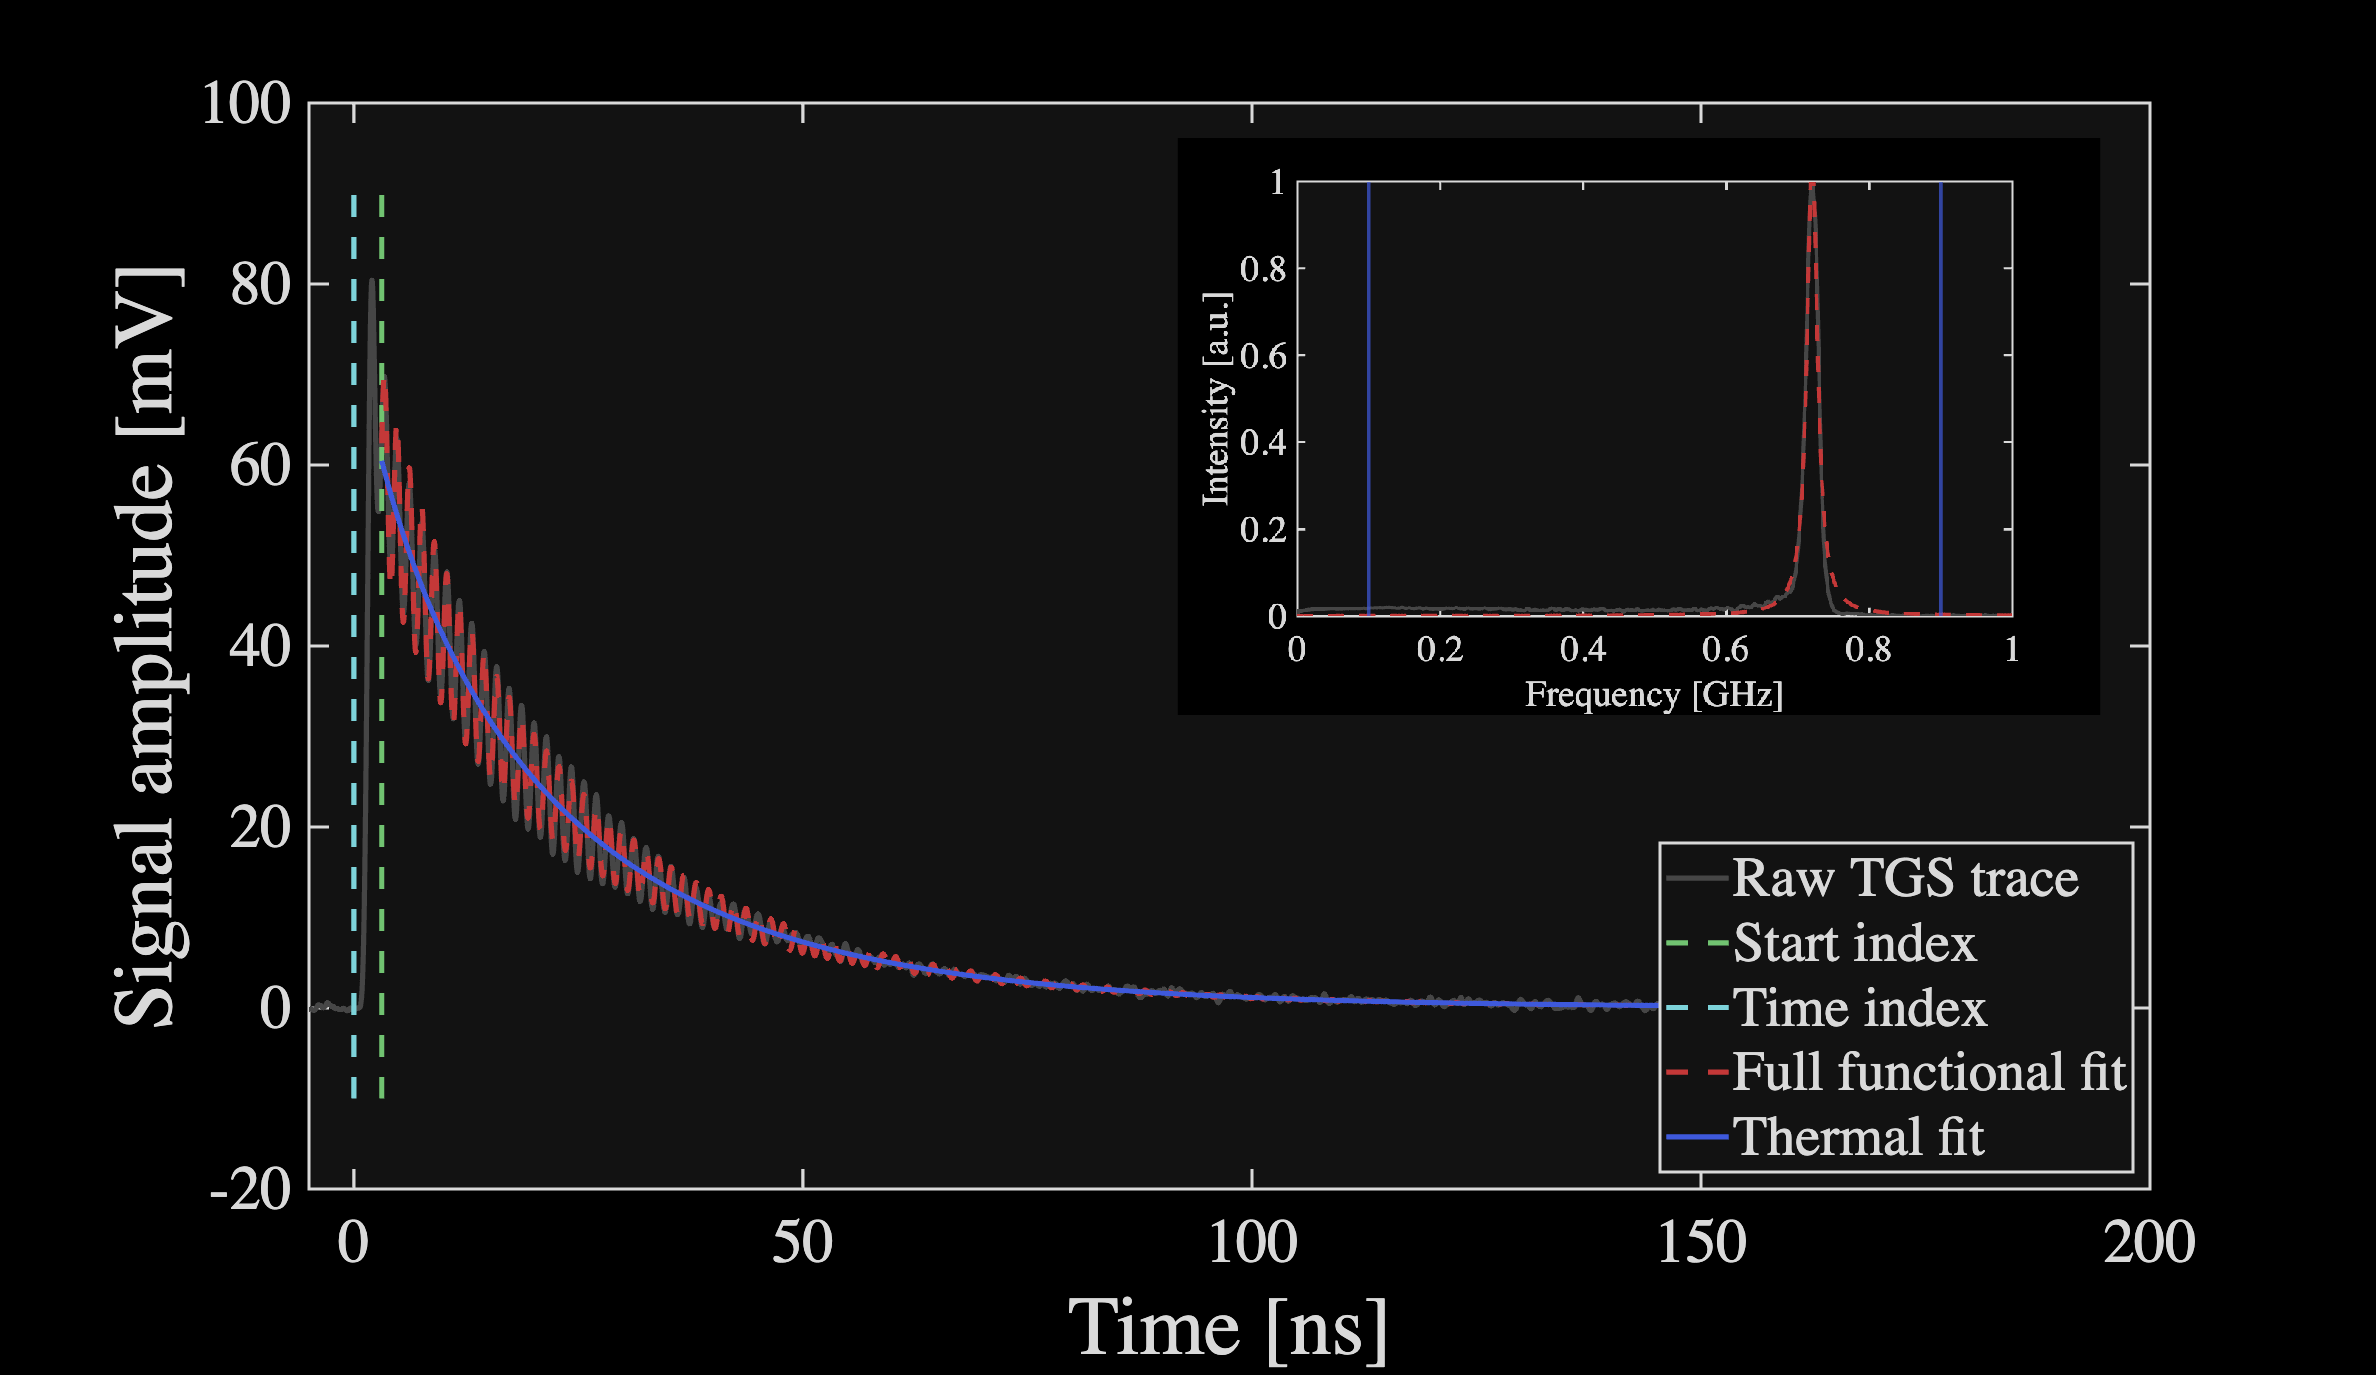 100
80
60
40
20
0
-20
Signal amplitude [mV]
0 50 100 150 200
Time [ns]
1
0.8
0.6
0.4
0.2
0
Intensity [a.u.]
0 0.2 0.4 0.6 0.8 1
Frequency [GHz]
Raw TGS trace
Start index
Time index
Full functional fit
Thermal fit